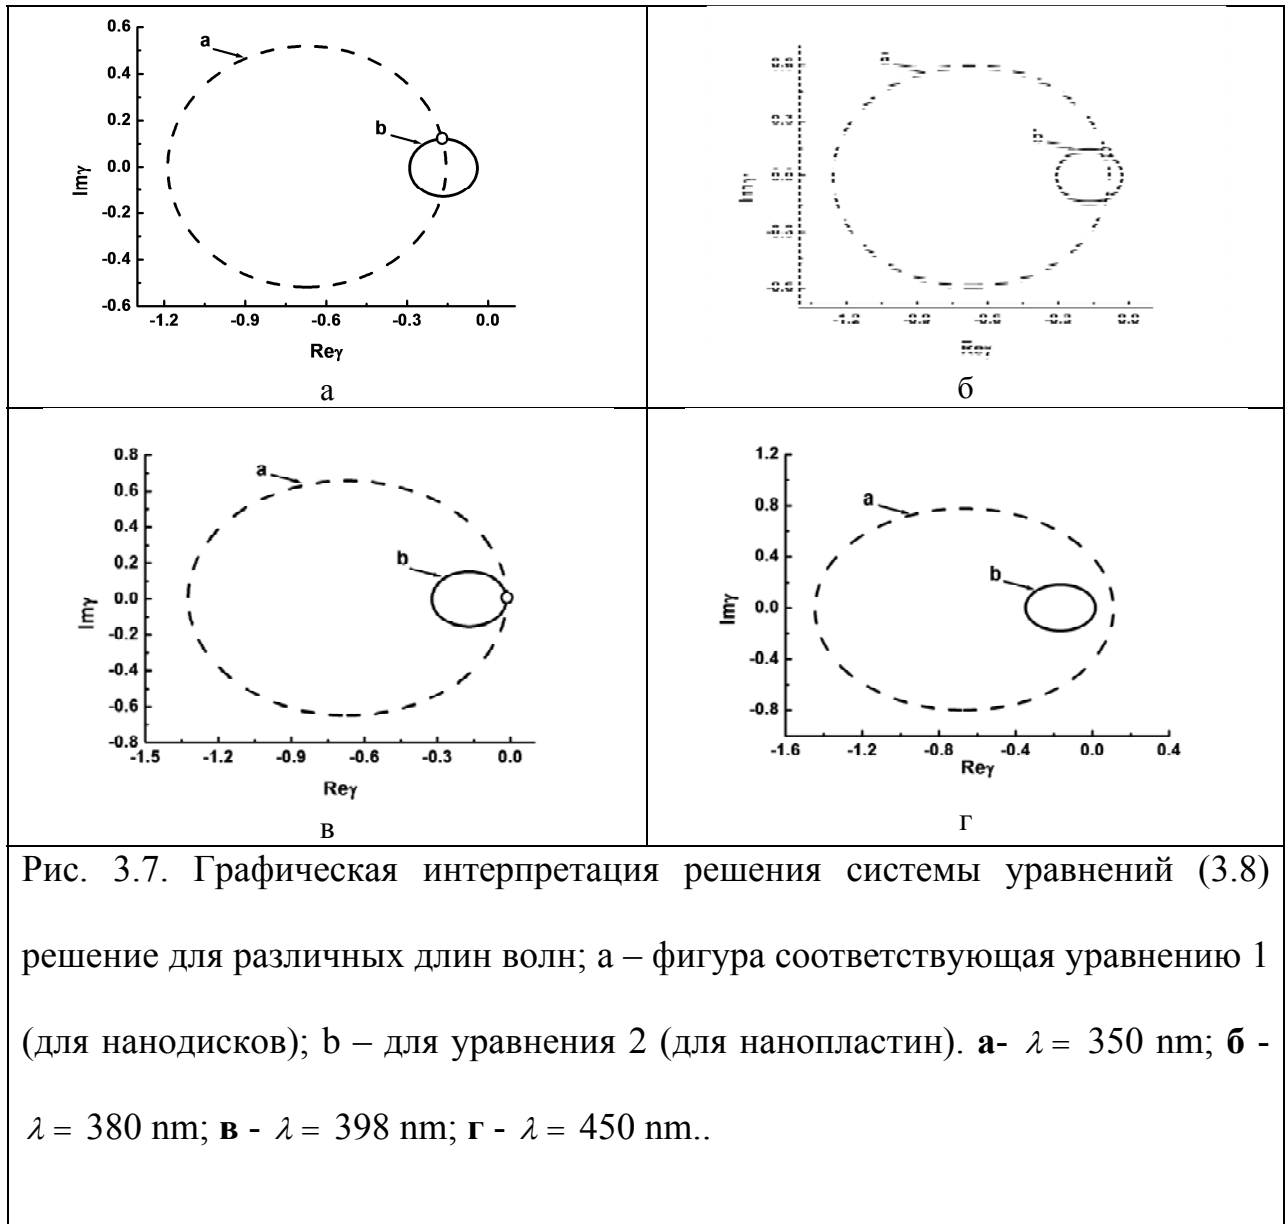 0.6
0.4
0.2
0.0
-0.2
-0.4
-0.6
-1.2 -0.9 -0.6 -0.3 0.0
Imγ
Reγ
a
b
а
a
b
0.0
0.0
Reγ
б
0.8
0.6
0.4
0.2
0.0
-0.2
-0.4
-0.6
-0.8
-1.5 -1.2 -0.9 -0.6 -0.3 0.0
Imγ
Reγ
a
b
в
1.2
0.8
0.4
0.0
-0.4
-0.8
-1.6 -1.2 -0.8 -0.4 0.0 0.4
Imγ
Reγ
a
b
г
Рис. 3.7. Графическая интерпретация решения системы уравнений (3.8)
решение для различных длин волн; a – фигура соответствующая уравнению 1
(для нанодисков); b – для уравнения 2 (для нанопластин). а- λ = 350 nm; б -
λ = 380 nm; в - λ = 398 nm; г - λ = 450 nm..